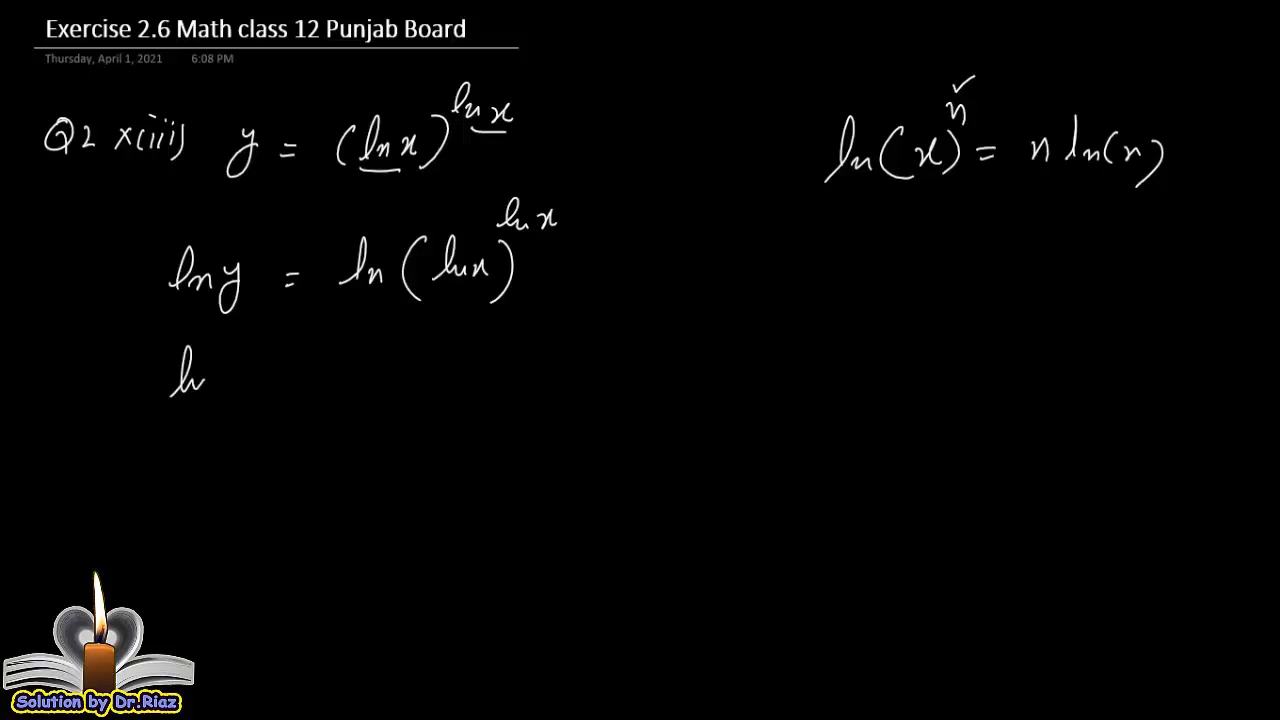 Exercise 2.6 Math class 12 Punjab Board
Thursday, April 1, 2021 6:08 PM
Q2 x(iii) y = (ln x)^ln x
ln(x)^n = n ln(x)
ln y = ln (ln x)^ln x
ln
Solution by Dr.Riaz